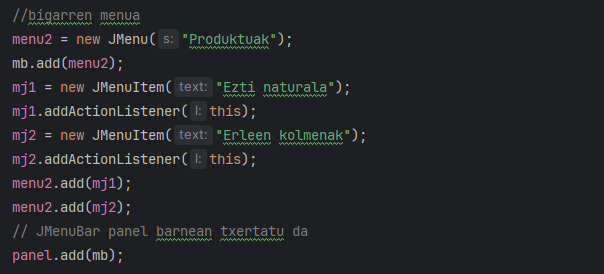 //bigarren menua
menu2 = new JMenu( s: "Produktuak");
mb.add(menu2);
mj1 = new JMenuItem( text: "Ezti naturala");
mj1.addActionListener( l: this);
mj2 = new JMenuItem( text: "Erleen kolmenak");
mj2.addActionListener( l: this);
menu2.add(mj1);
menu2.add(mj2);
// JMenuBar panel barnean txertatu da
panel.add(mb);